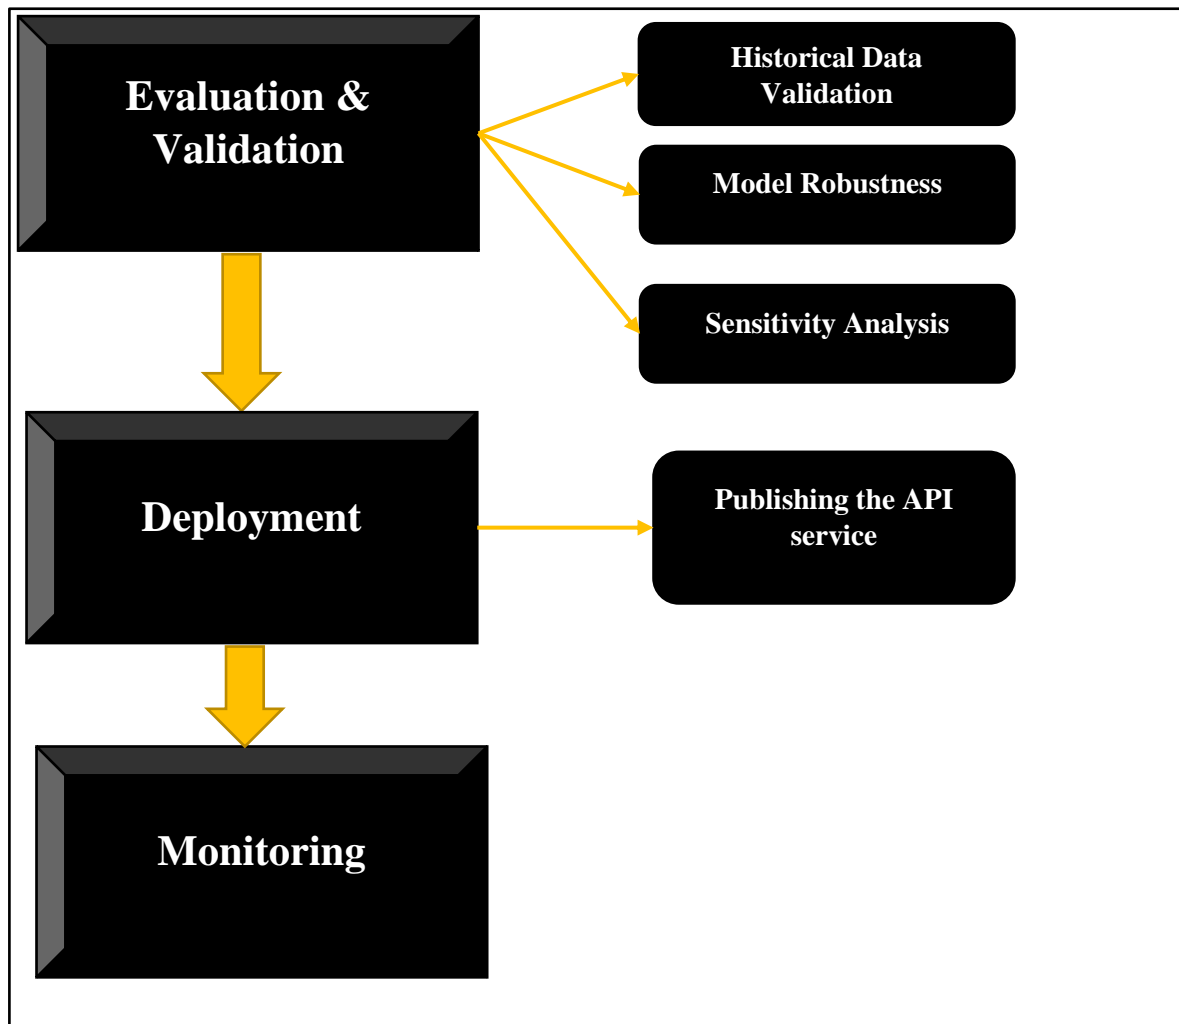 Evaluation &
Validation
Historical Data
Validation
Model Robustness
Sensitivity Analysis
Deployment
Publishing the API
service
Monitoring